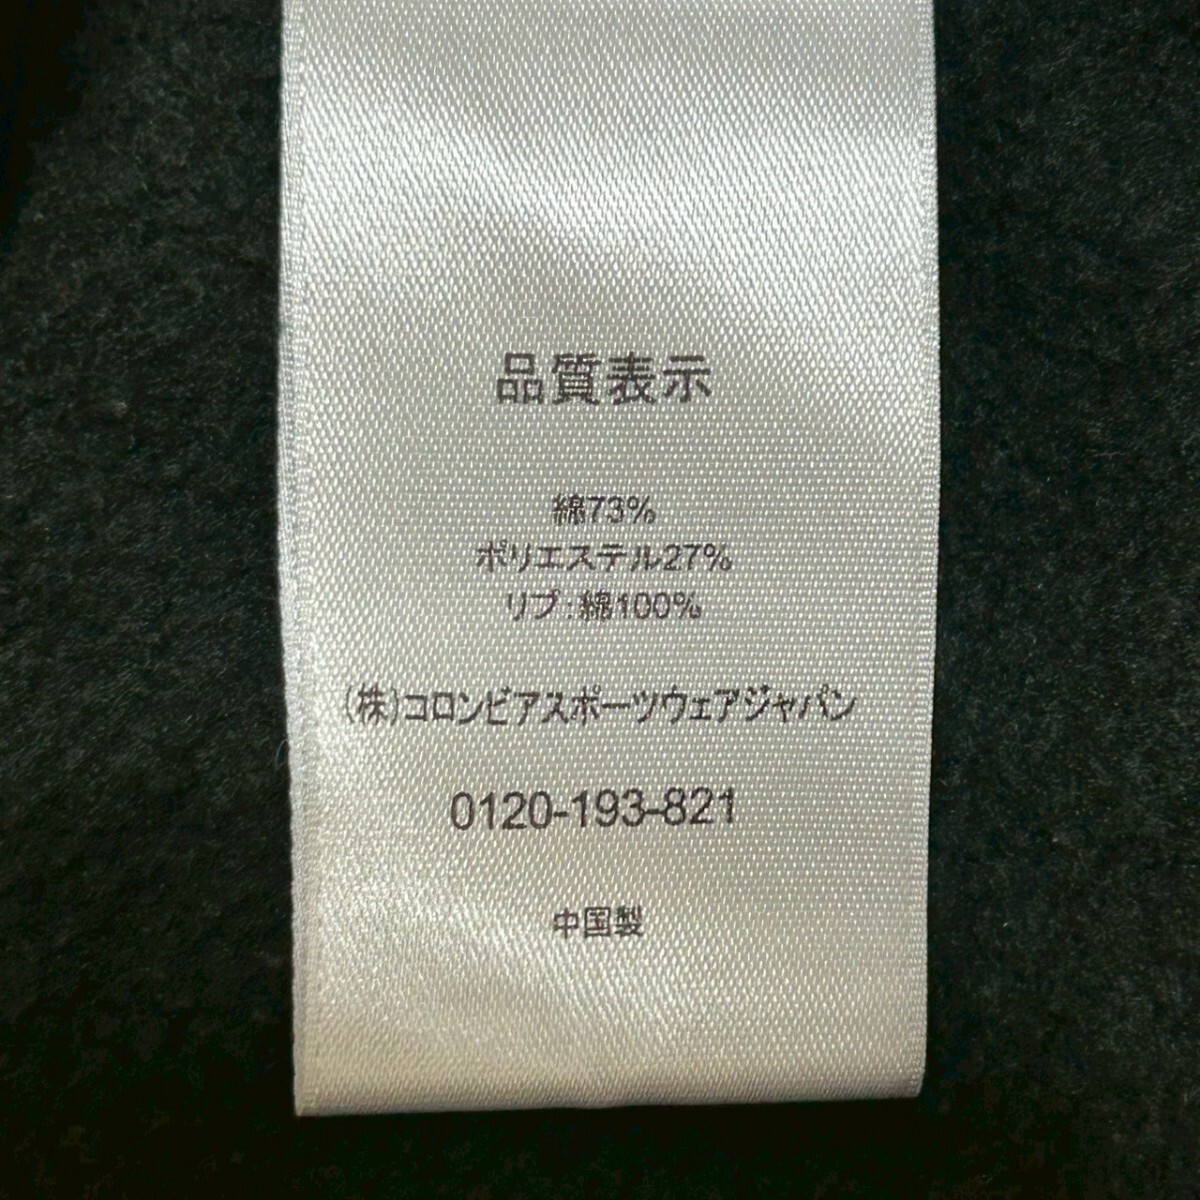 品質表示
綿73%
ポリエステル27%
リブ:綿100%
(株)コロンビアスポーツウェアジャパン
0120-193-821
中国製